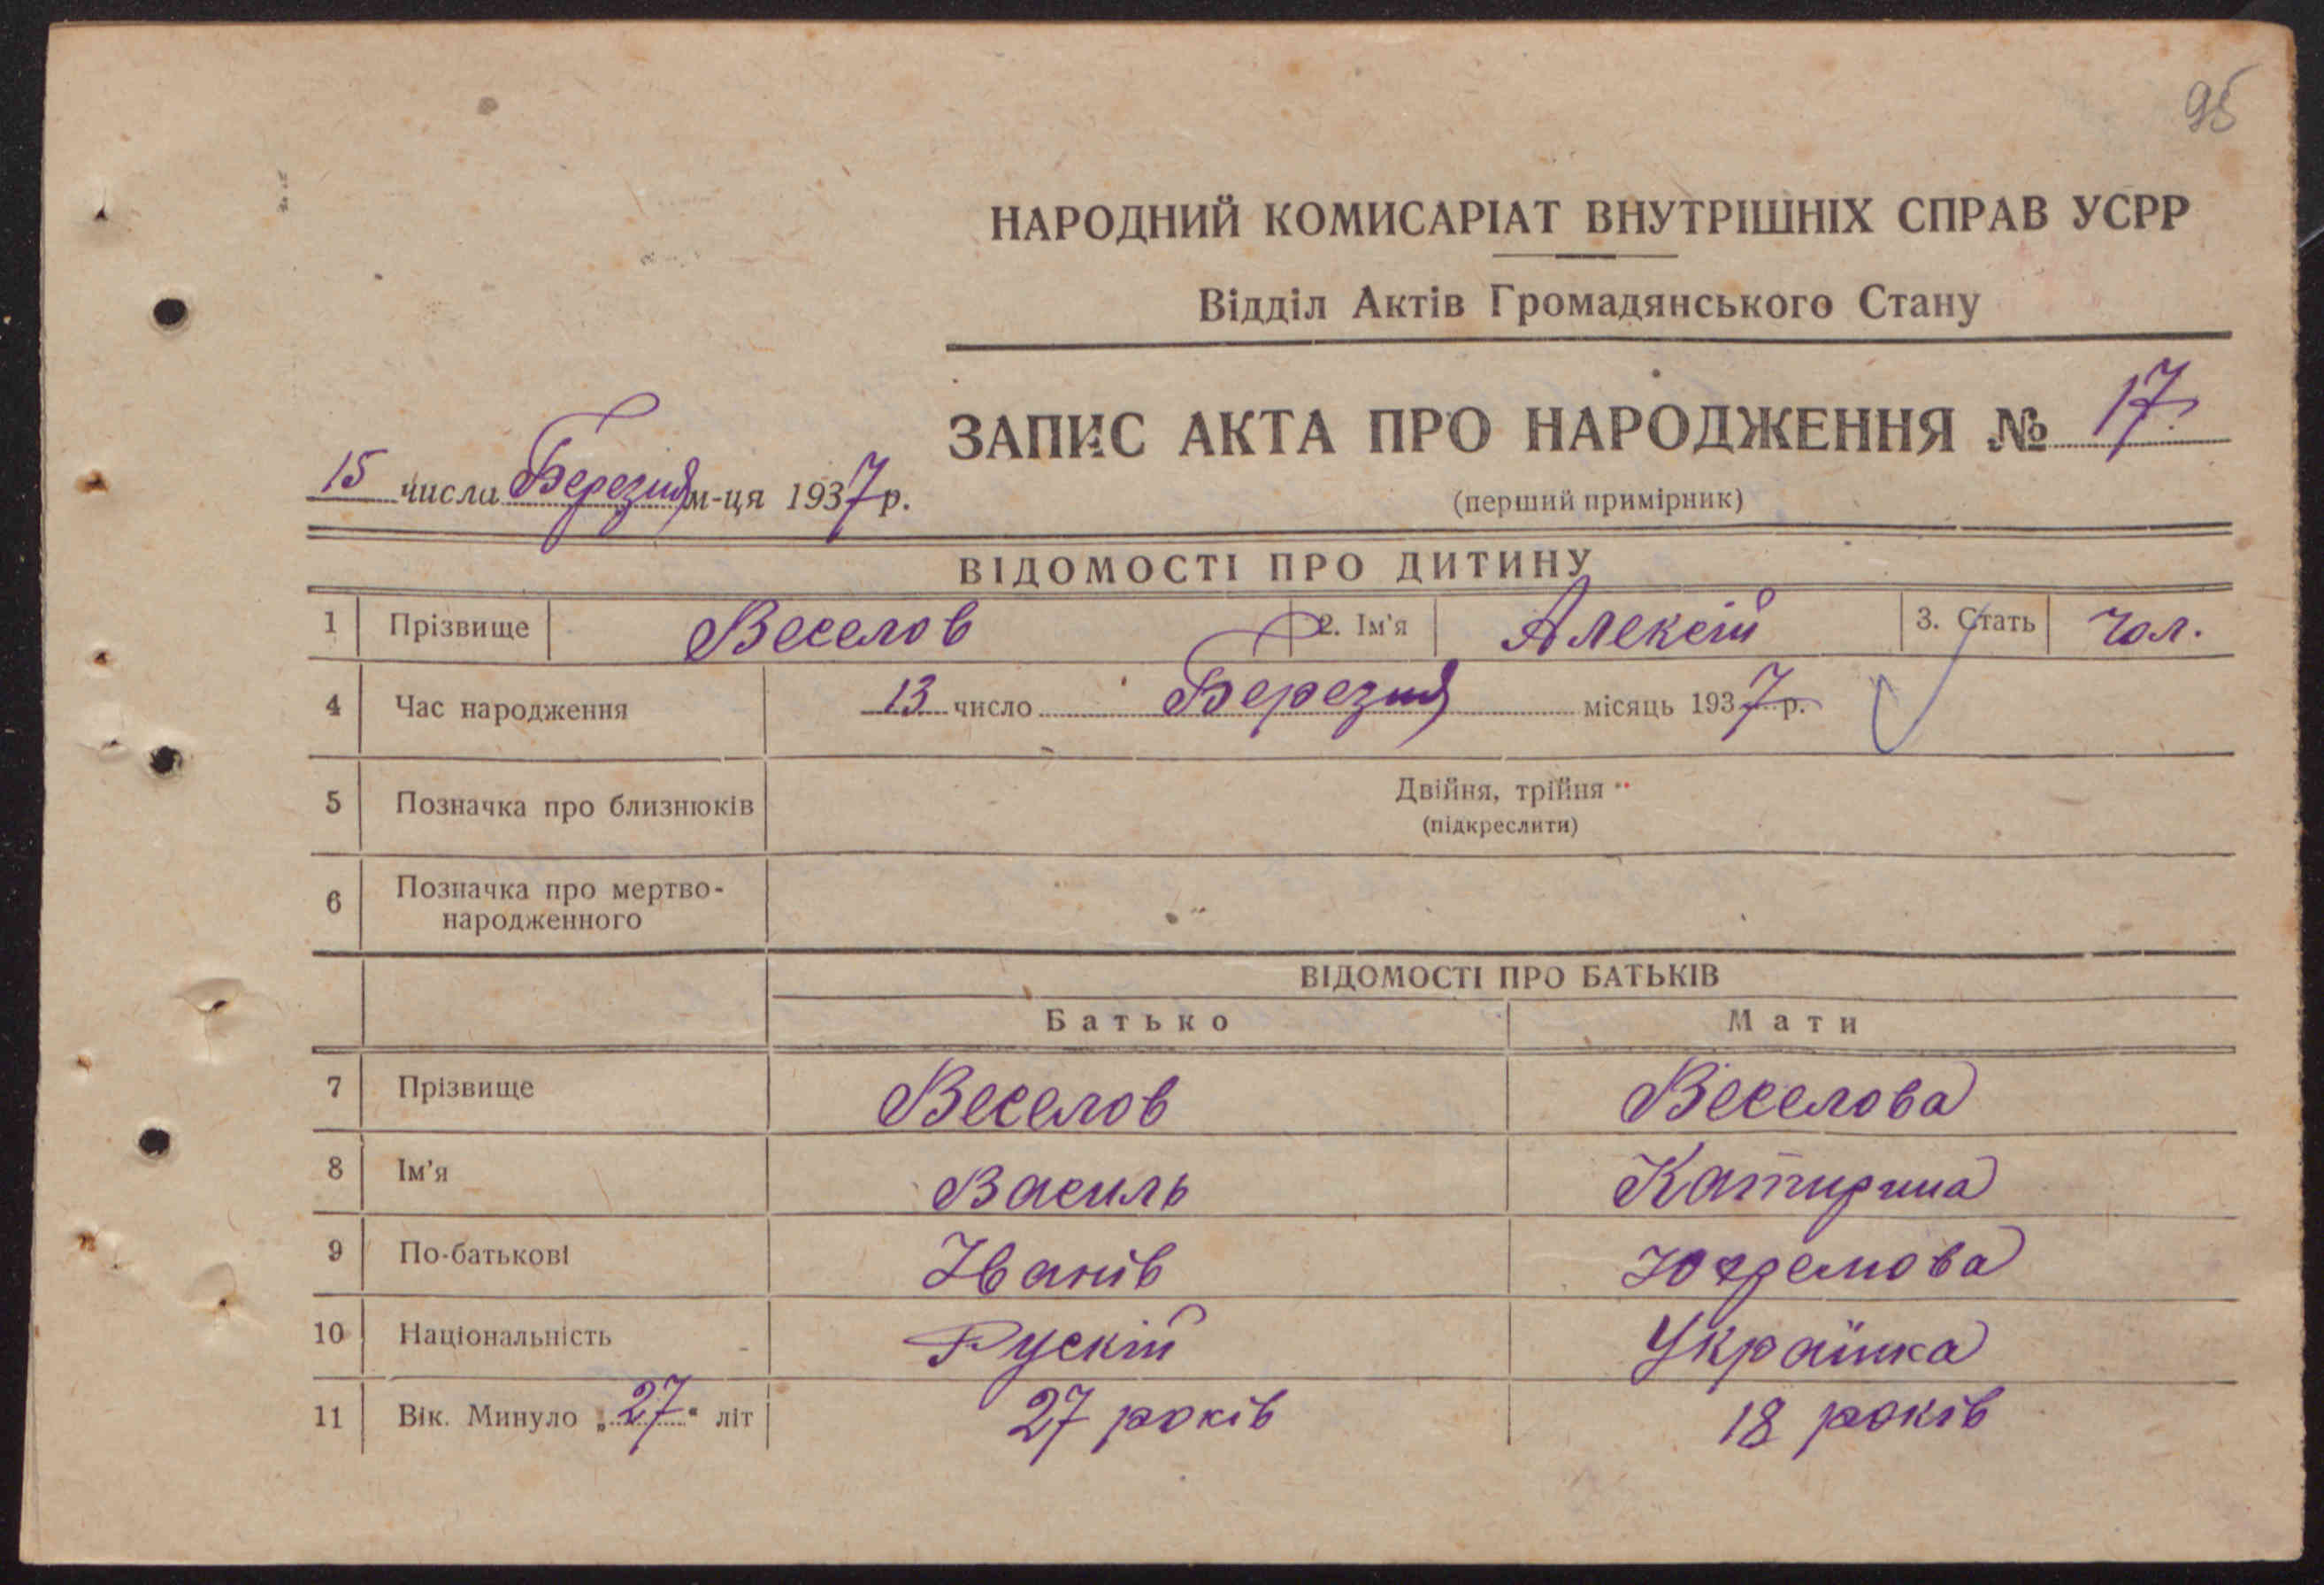 95
НАРОДНИЙ КОМИСАРІАТ ВНУТРІШНІХ СПРАВ УСРР
Відділ Актів Громадянського Стану
ЗАПИС АКТА ПРО НАРОДЖЕННЯ № 17
15 числа Березня м-ця 1937 р.
(перший примірник)
ВІДОМОСТІ ПРО ДИТИНУ
1 Прізвище Веселов 2. Ім'я Алексій 3. Стать чол.
4 Час народження 13 число Березня місяць 1937 р.
5 Позначка про близнюків Двійня, трійня
(підкреслити)
6 Позначка про мертво-
народженного
ВІДОМОСТІ ПРО БАТЬКІВ
Батько Мати
7 Прізвище Веселов Веселова
8 Ім'я Василь Катирина
9 По-батькові Іванів
10 Національність Рускій Українка
11 Вік. Минуло „27“ літ 27 років 18 років